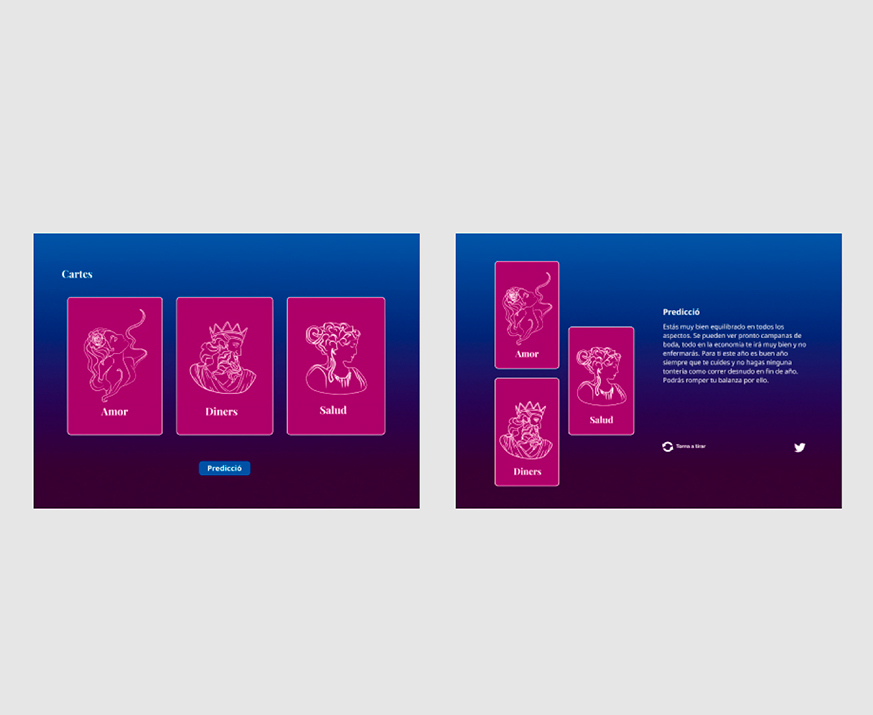 Cartes
Amor
Diners
Salud
Predicció
Amor
Diners
Salud
Predicció
Estás muy bien equilibrado en todos los
aspectos. Se pueden ver pronto campanas de
boda, todo en la economía te irá muy bien y no
enfermarás. Para ti este año es buen año
siempre que te cuides y no hagas ninguna
tontería como correr desnudo en fin de año.
Podrás romper tu balanza por ello.
Torna a tirar